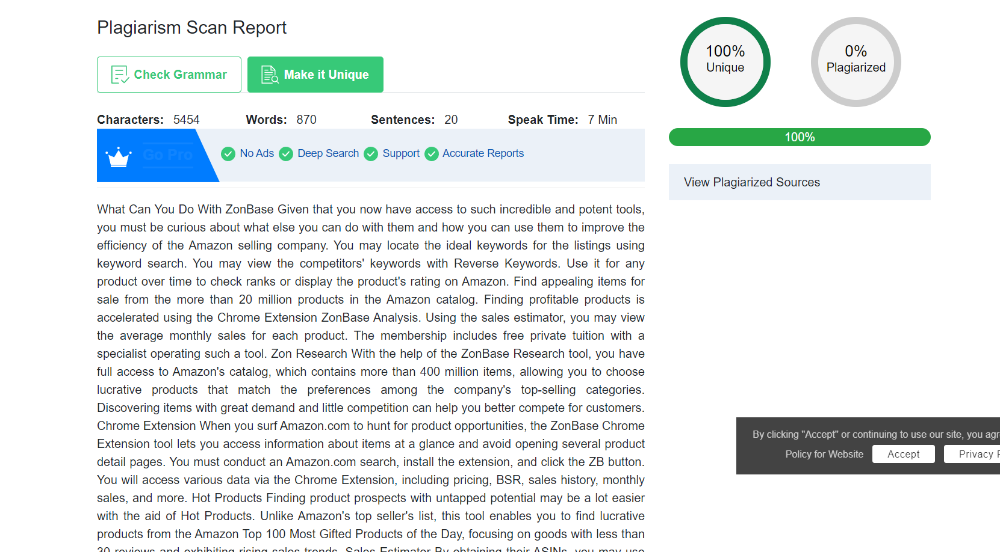 Plagiarism Scan Report
Check Grammar
Make it Unique
Characters: 5454 Words: 870 Sentences: 20 Speak Time: 7 Min
Go Pro
No Ads Deep Search Support Accurate Reports
What Can You Do With ZonBase Given that you now have access to such incredible and potent tools,
you must be curious about what else you can do with them and how you can use them to improve the
efficiency of the Amazon selling company. You may locate the ideal keywords for the listings using
keyword search. You may view the competitors' keywords with Reverse Keywords. Use it for any
product over time to check ranks or display the product's rating on Amazon. Find appealing items for
sale from the more than 20 million products in the Amazon catalog. Finding profitable products is
accelerated using the Chrome Extension ZonBase Analysis. Using the sales estimator, you may view
the average monthly sales for each product. The membership includes free private tuition with a
specialist operating such a tool. Zon Research With the help of the ZonBase Research tool, you have
full access to Amazon's catalog, which contains more than 400 million items, allowing you to choose
lucrative products that match the preferences among the company's top-selling categories.
Discovering items with great demand and little competition can help you better compete for customers.
Chrome Extension When you surf Amazon.com to hunt for product opportunities, the ZonBase Chrome
Extension tool lets you access information about items at a glance and avoid opening several product
detail pages. You must conduct an Amazon.com search, install the extension, and click the ZB button.
You will access various data via the Chrome Extension, including pricing, BSR, sales history, monthly
sales, and more. Hot Products Finding product prospects with untapped potential may be a lot easier
with the aid of Hot Products. Unlike Amazon's top seller's list, this tool enables you to find lucrative
products from the Amazon Top 100 Most Gifted Products of the Day, focusing on goods with less than
30 reviews and exhibiting rising sales trends. Sales Estimator By obtaining their ASINs, you may use
100%
Unique
0%
Plagiarized
100%
View Plagiarized Sources
By clicking "Accept" or continuing to use our site, you agr
Policy for Website
Accept
Privacy